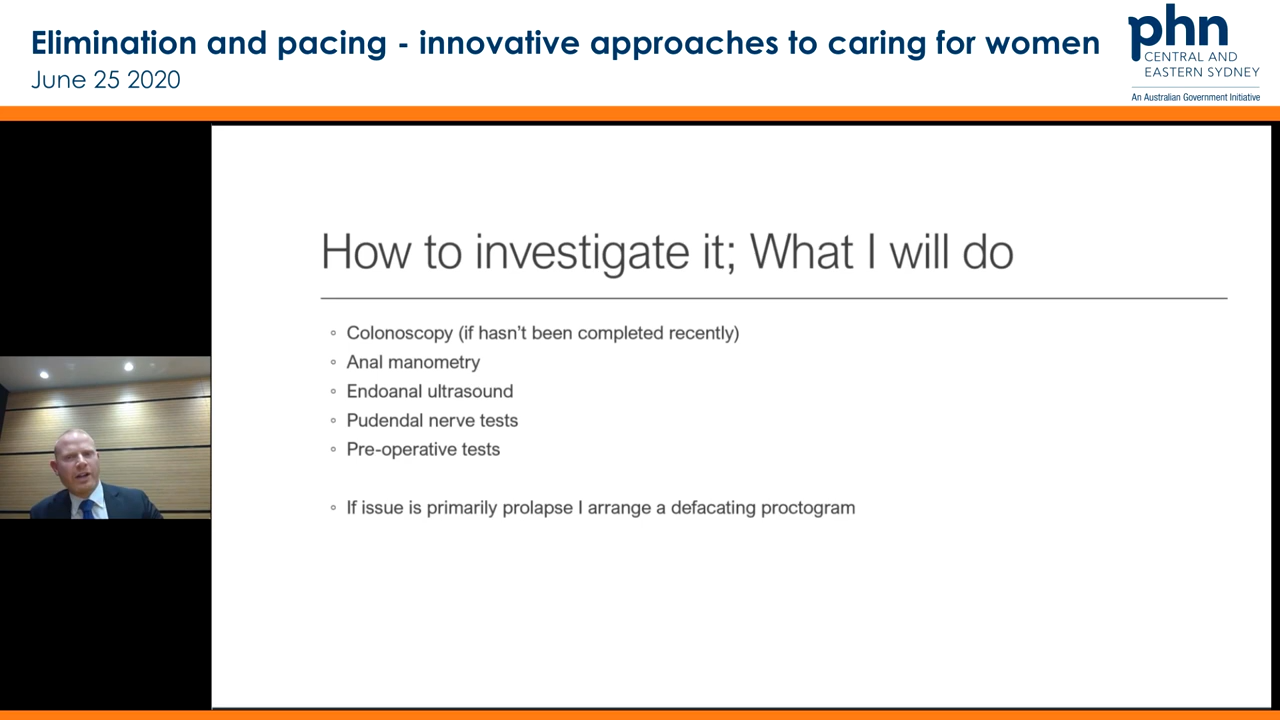 Elimination and pacing - innovative approaches to caring for women
June 25 2020
phn
CENTRAL AND
EASTERN SYDNEY
An Australian Government Initiative
How to investigate it; What I will do
◦ Colonoscopy (if hasn't been completed recently)
◦ Anal manometry
◦ Endoanal ultrasound
◦ Pudendal nerve tests
◦ Pre-operative tests
◦ If issue is primarily prolapse I arrange a defacating proctogram